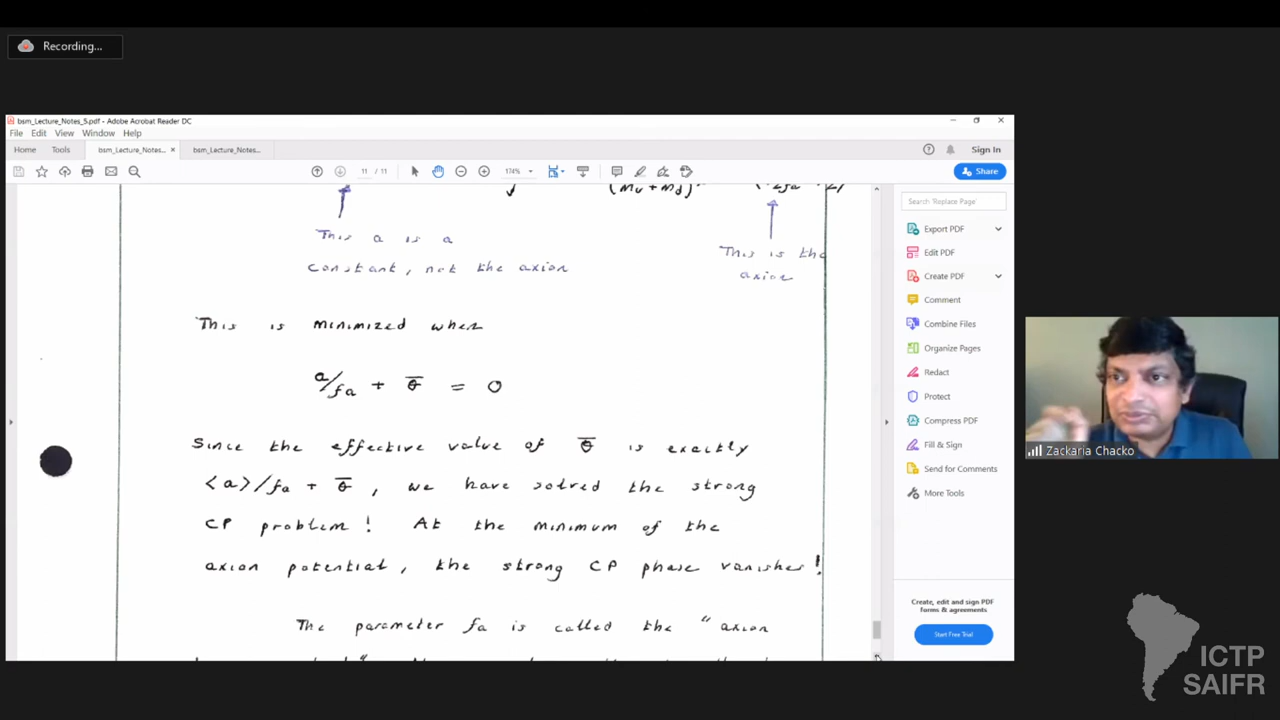 Recording...
bsm_Lecture_Notes_5.pdf - Adobe Acrobat Reader DC
File Edit View Window Help
Home Tools bsm_Lecture_Notes... × bsm_Lecture_Notes... Sign In
11 / 11 174% Share
(mu + md)²
This a is a
constant, not the axion
This is the
axion
This is minimized when
a/fa + θ̄ = 0
Since the effective value of θ̄ is exactly
<a>/fa + θ̄, we have solved the strong
CP problem! At the minimum of the
axion potential, the strong CP phase vanishes!
The parameter fa is called the "axion
Search 'Replace Page'
Export PDF
Edit PDF
Create PDF
Comment
Combine Files
Organize Pages
Redact
Protect
Compress PDF
Fill & Sign
Send for Comments
More Tools
Create, edit and sign PDF
forms & agreements
Start Free Trial
Zackaria Chacko
ICTP
SAIFR